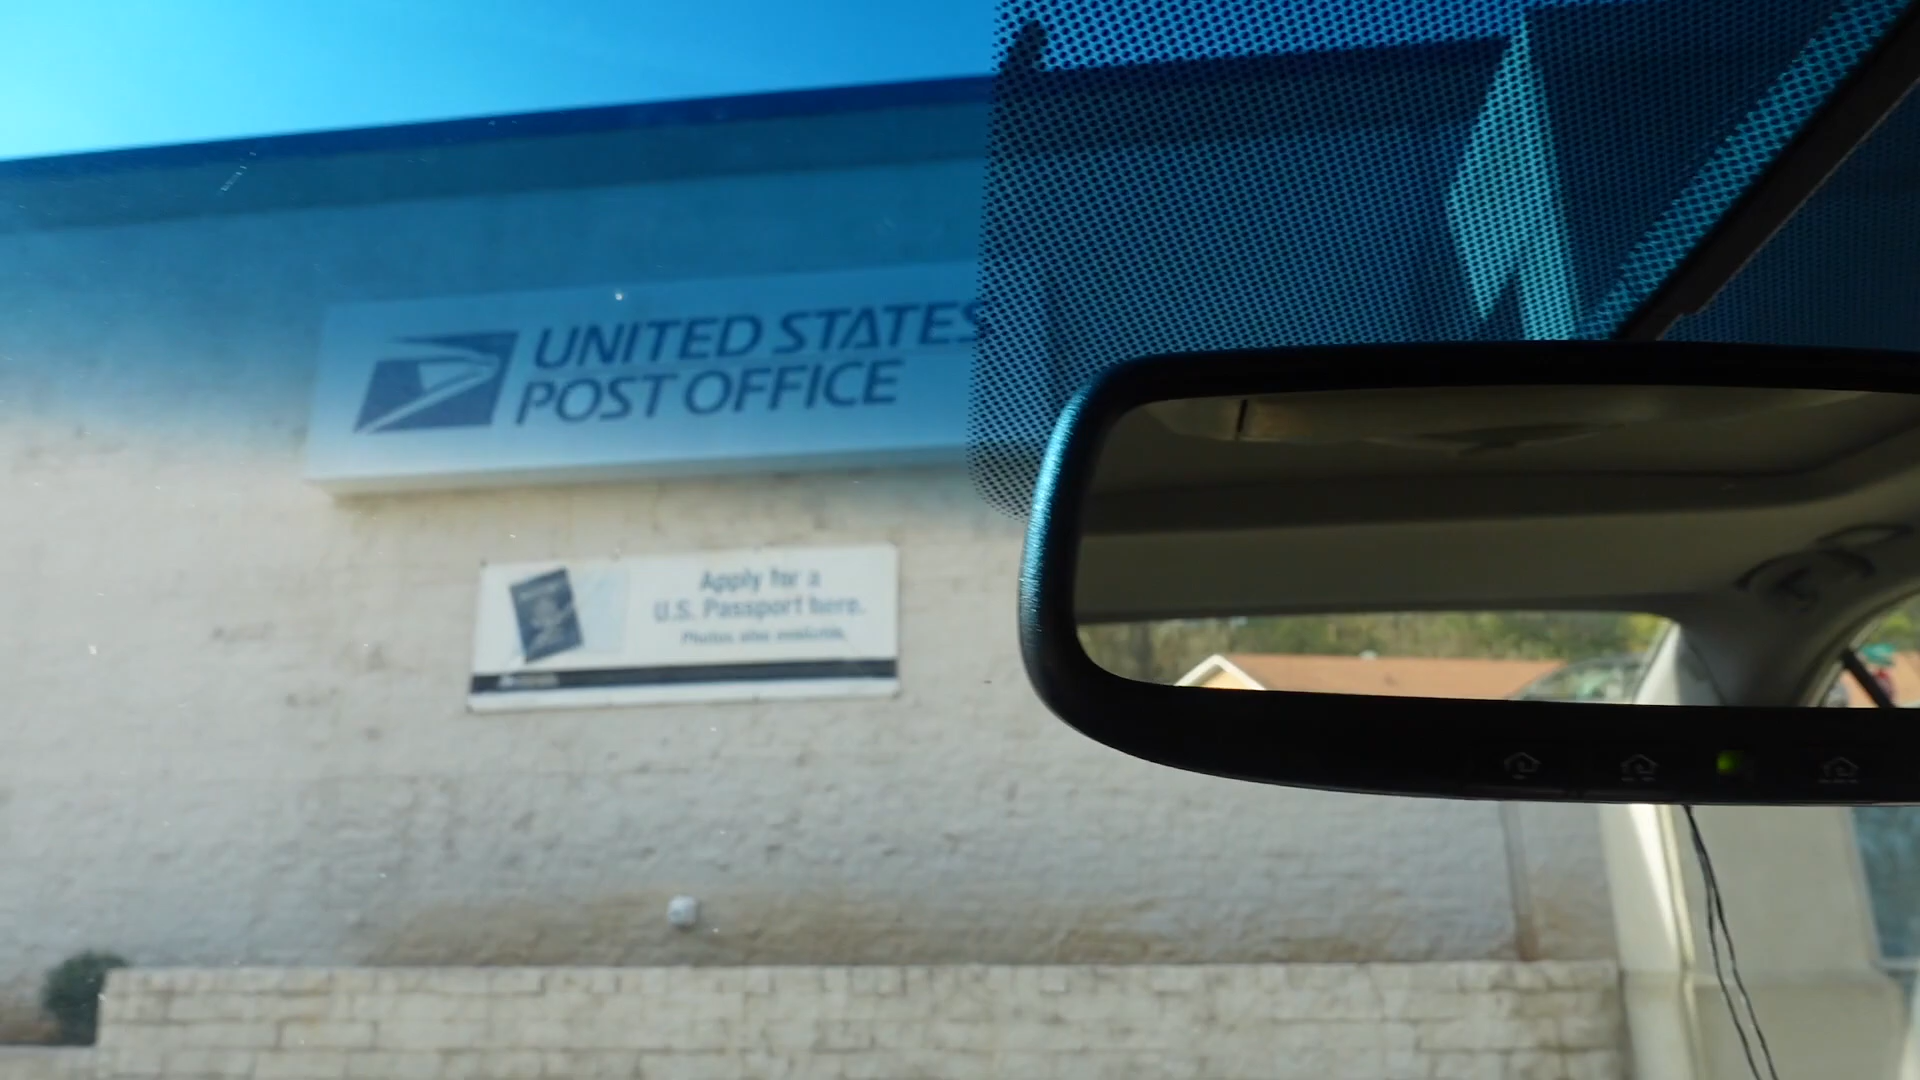 UNITED STATES
POST OFFICE
Apply for a
U.S. Passport here.
Photos also available.